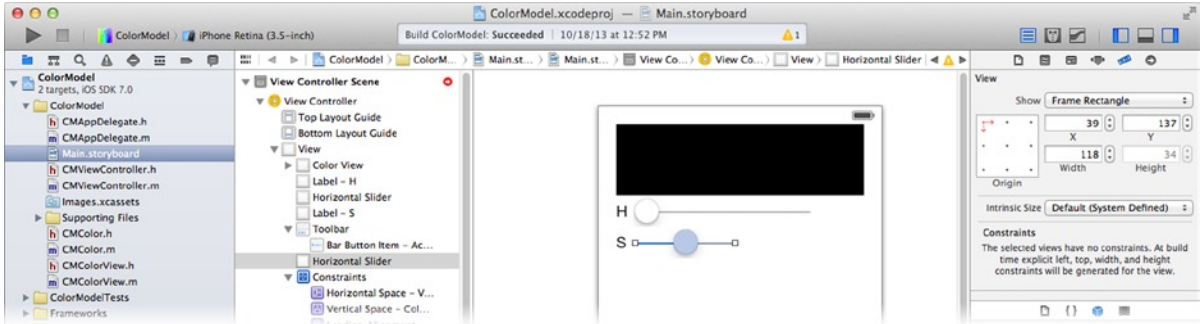 ColorModel.xcodeproj — Main.storyboard
ColorModel iPhone Retina (3.5-inch)
Build ColorModel: Succeeded 10/18/13 at 12:52 PM
1
ColorModel ColorM... Main.st... Main.st... View Co... View Co... View Horizontal Slider
ColorModel
2 targets, iOS SDK 7.0
ColorModel
h CMAppDelegate.h
m CMAppDelegate.m
Main.storyboard
h CMViewController.h
m CMViewController.m
Images.xcassets
Supporting Files
h CMColor.h
m CMColor.m
h CMColorView.h
m CMColorView.m
ColorModelTests
Frameworks
View Controller Scene
View Controller
Top Layout Guide
Bottom Layout Guide
View
Color View
Label – H
Horizontal Slider
Label – S
Toolbar
Bar Button Item – Ac...
Horizontal Slider
Constraints
Horizontal Space – V...
Vertical Space – Col...
H
S
View
Show Frame Rectangle
39 137
X Y
118 34
Width Height
Origin
Intrinsic Size Default (System Defined)
Constraints
The selected views have no constraints. At build
time explicit left, top, width, and height
constraints will be generated for the view.